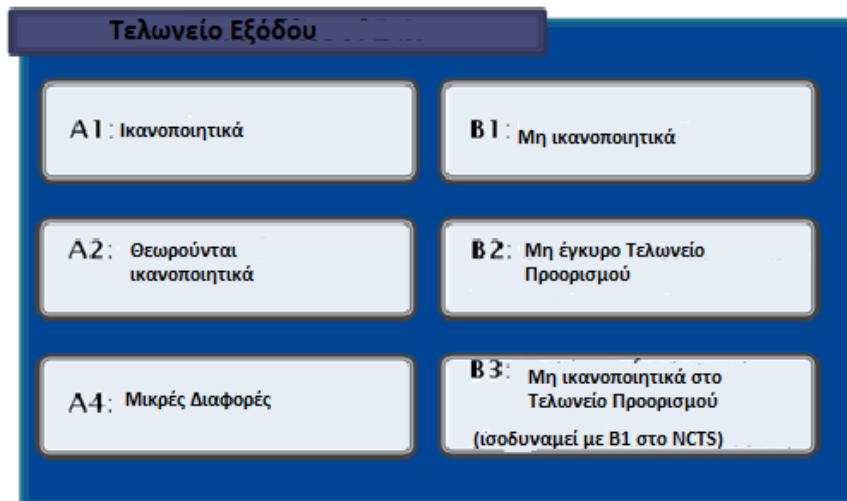 Τελωνείο Εξόδου
A1: Ικανοποιητικά
B1: Μη ικανοποιητικά
A2: Θεωρούνται
ικανοποιητικά
B2: Μη έγκυρο Τελωνείο
Προορισμού
A4: Μικρές Διαφορές
B3: Μη ικανοποιητικά στο
Τελωνείο Προορισμού
(ισοδυναμεί με B1 στο NCTS)